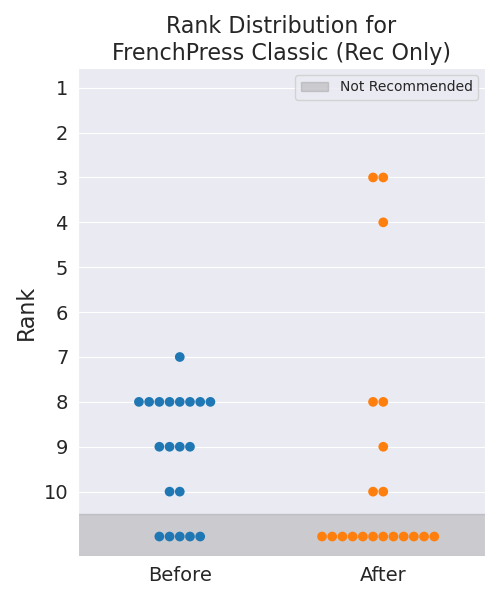 Rank Distribution for
FrenchPress Classic (Rec Only)
Not Recommended
1
2
3
4
5
6
7
8
9
10
Rank
Before
After